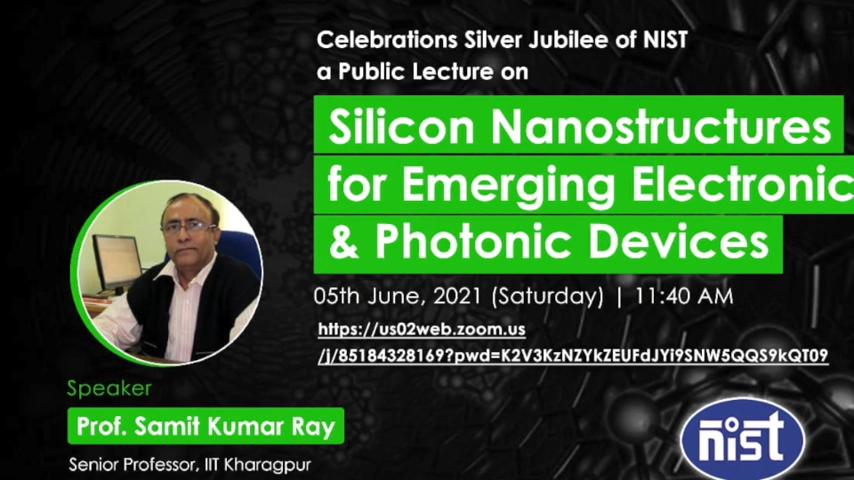 Celebrations Silver Jubilee of NIST
a Public Lecture on
Silicon Nanostructures
for Emerging Electronic
& Photonic Devices
05th June, 2021 (Saturday) | 11:40 AM
https://us02web.zoom.us
/j/85184328169?pwd=K2V3KzNZYkZEUFdJYi9SNW5QQS9kQT09
Speaker
Prof. Samit Kumar Ray
Senior Professor, IIT Kharagpur
nist